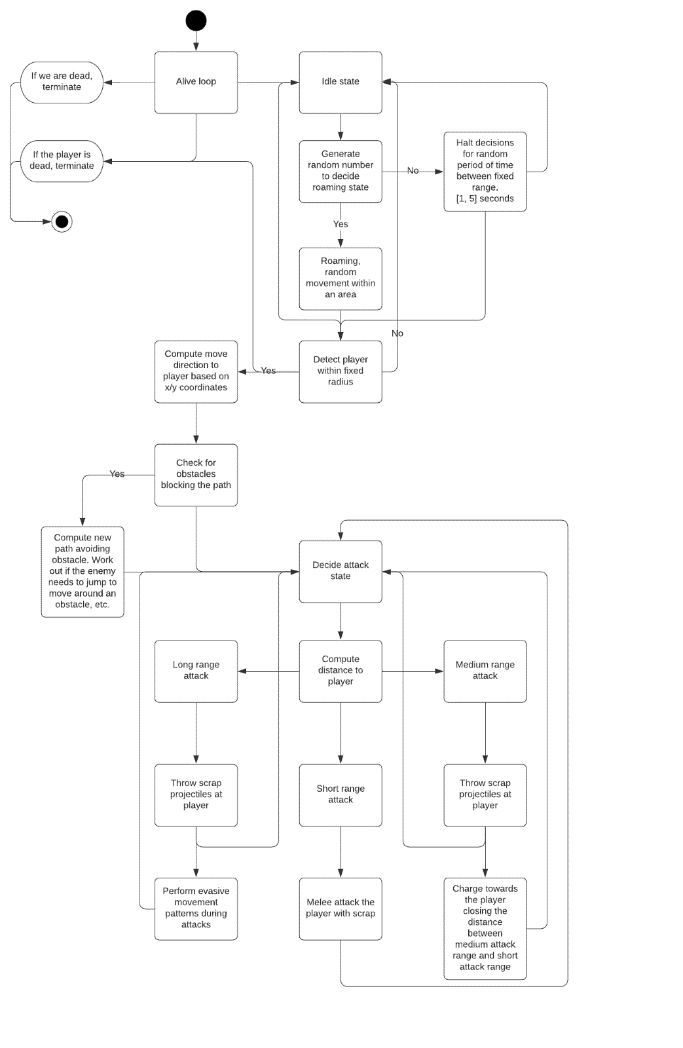 If we are dead,
terminate
Alive loop
Idle state
If the player is
dead, terminate
Generate
random number
to decide
roaming state
No
Halt decisions
for random
period of time
between fixed
range,
[1, 5] seconds
Yes
Roaming,
random
movement within
an area
No
Compute move
direction to
player based on
x/y coordinates
Yes
Detect player
within fixed
radius
Check for
obstacles
blocking the path
Yes
Compute new
path avoiding
obstacle. Work
out if the enemy
needs to jump to
move around an
obstacle, etc.
Decide attack
state
Long range
attack
Compute
distance to
player
Medium range
attack
Throw scrap
projectiles at
player
Short range
attack
Throw scrap
projectiles at
player
Perform evasive
movement
patterns during
attacks
Melee attack the
player with scrap
Charge towards
the player
closing the
distance
between
medium attack
range and short
attack range